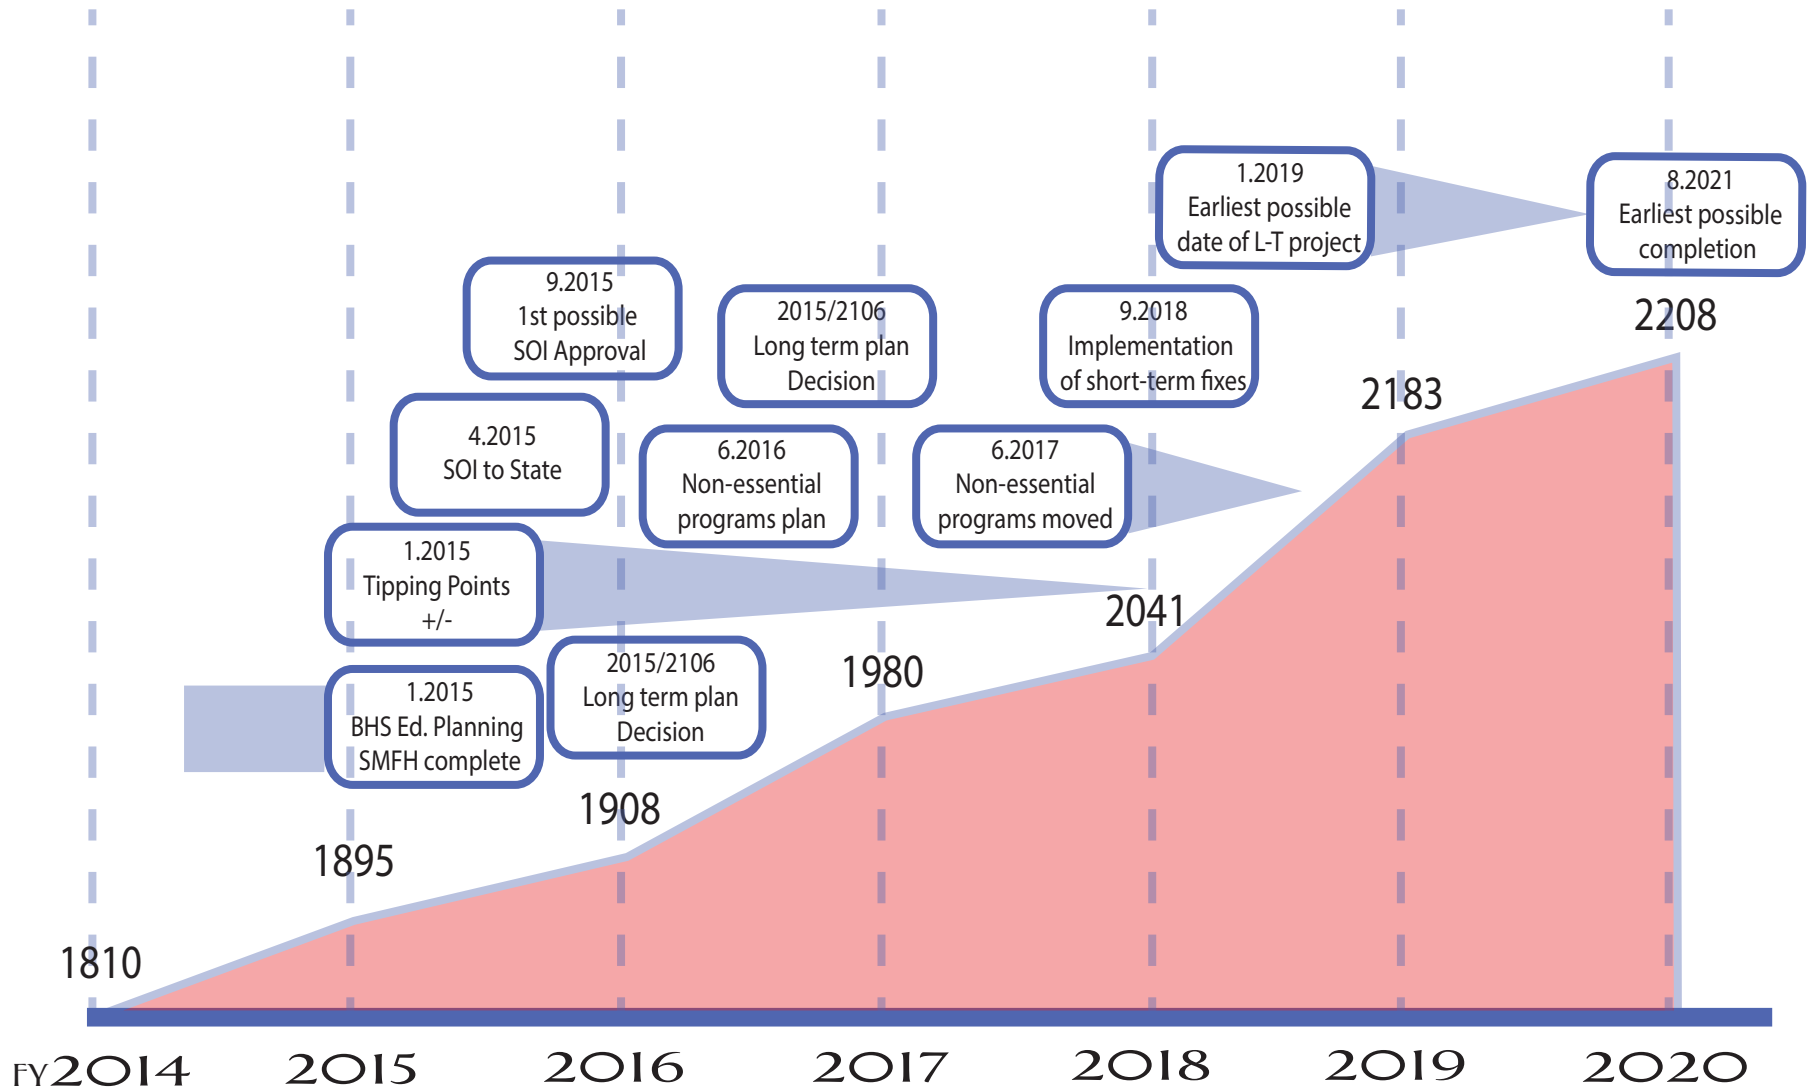 1.2019
Earliest possible
date of L-T project
8.2021
Earliest possible
completion
9.2015
1st possible
SOI Approval
2015/2106
Long term plan
Decision
9.2018
Implementation
of short-term fixes
2208
2183
4.2015
SOI to State
6.2016
Non-essential
programs plan
6.2017
Non-essential
programs moved
1.2015
Tipping Points
+/-
2041
1.2015
BHS Ed. Planning
SMFH complete
2015/2106
Long term plan
Decision
1980
1908
1895
1810
FY2014 2015 2016 2017 2018 2019 2020